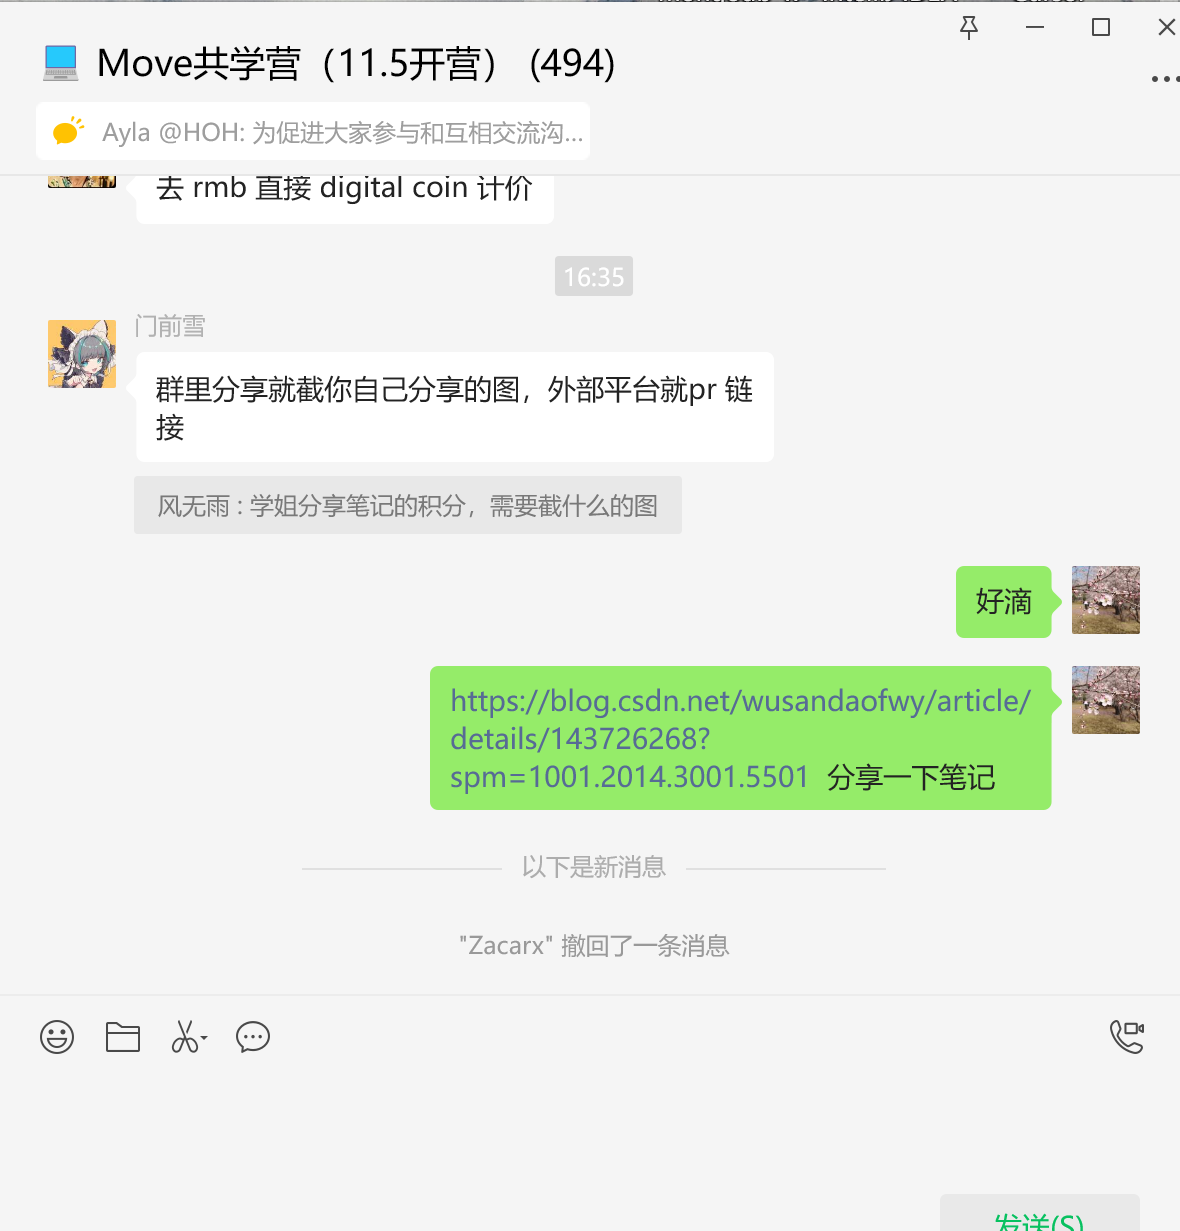 Move共学营（11.5开营） (494)
Ayla @HOH: 为促进大家参与和互相交流沟...
去 rmb 直接 digital coin 计价
16:35
门前雪
群里分享就截你自己分享的图，外部平台就pr 链
接
风无雨 : 学姐分享笔记的积分，需要截什么的图
好滴
https://blog.csdn.net/wusandaofwy/article/
details/143726268?
spm=1001.2014.3001.5501 分享一下笔记
以下是新消息
"Zacarx" 撤回了一条消息
发送(S)